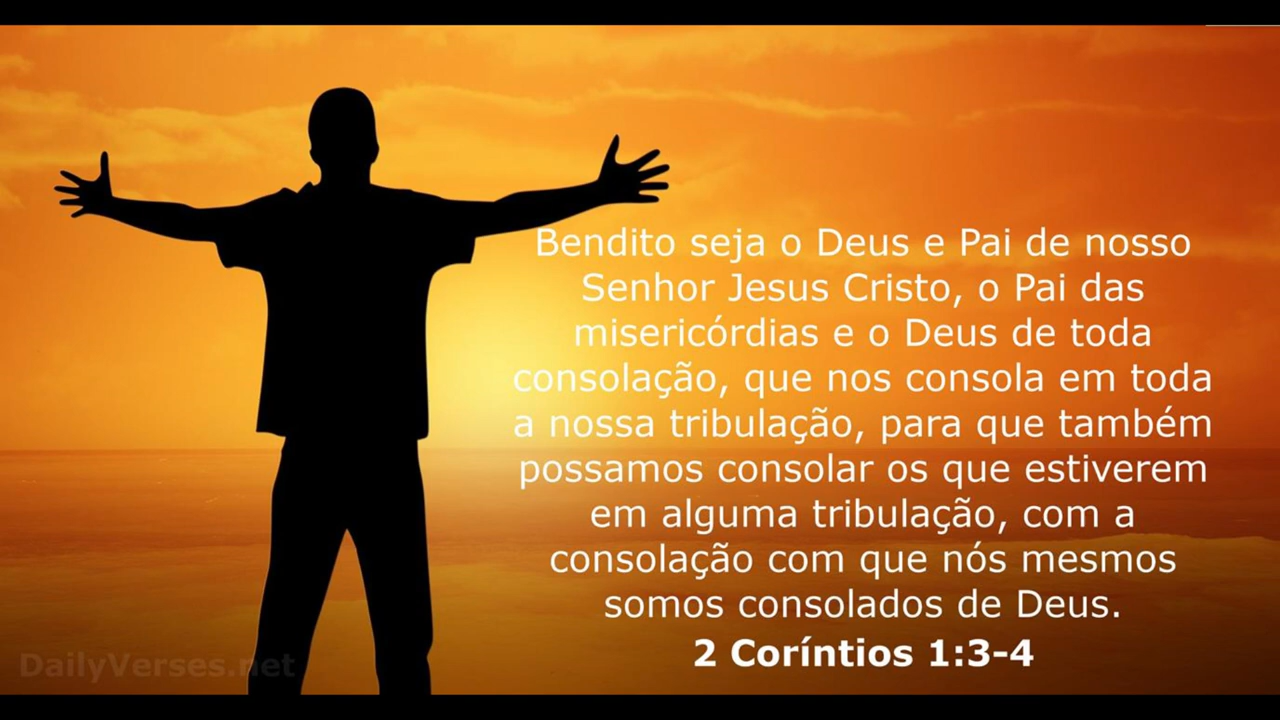 Bendito seja o Deus e Pai de nosso
Senhor Jesus Cristo, o Pai das
misericórdias e o Deus de toda
consolação, que nos consola em toda
a nossa tribulação, para que também
possamos consolar os que estiverem
em alguma tribulação, com a
consolação com que nós mesmos
somos consolados de Deus.
2 Coríntios 1:3-4
DailyVerses.net